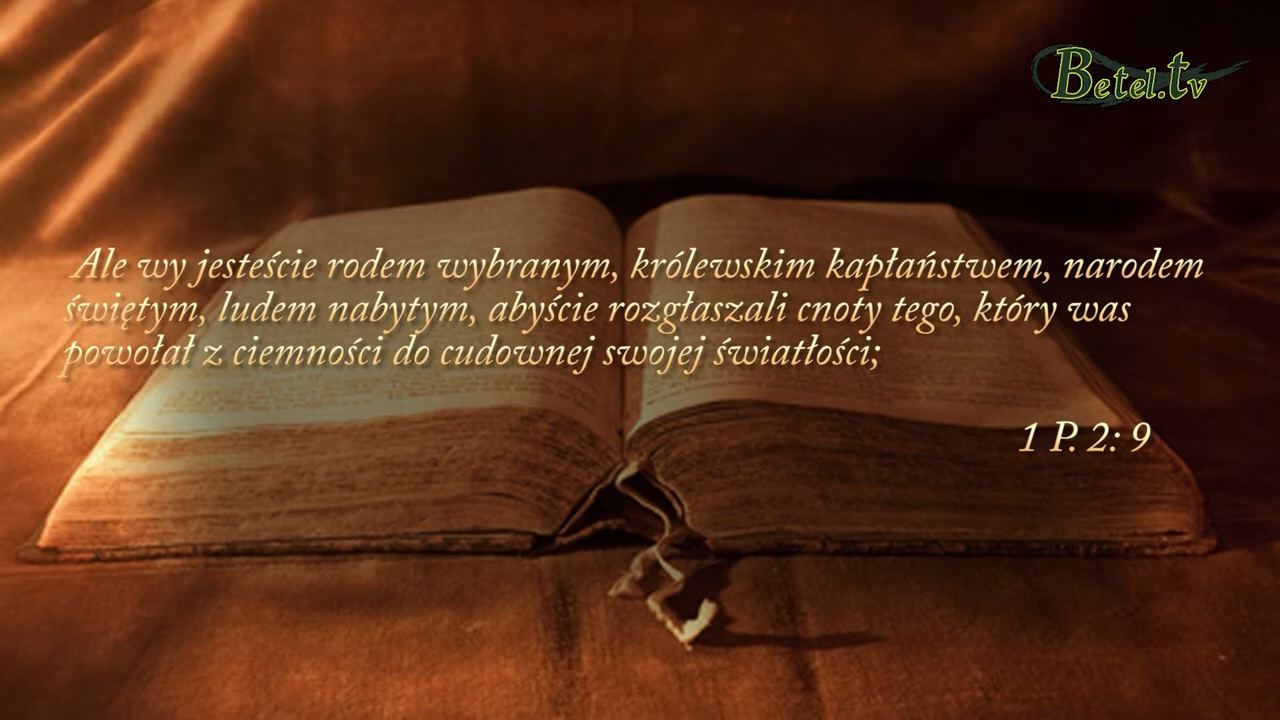 Betel.tv
Ale wy jesteście rodem wybranym, królewskim kapłaństwem, narodem
świętym, ludem nabytym, abyście rozgłaszali cnoty tego, który was
powołał z ciemności do cudownej swojej światłości;
1 P. 2: 9